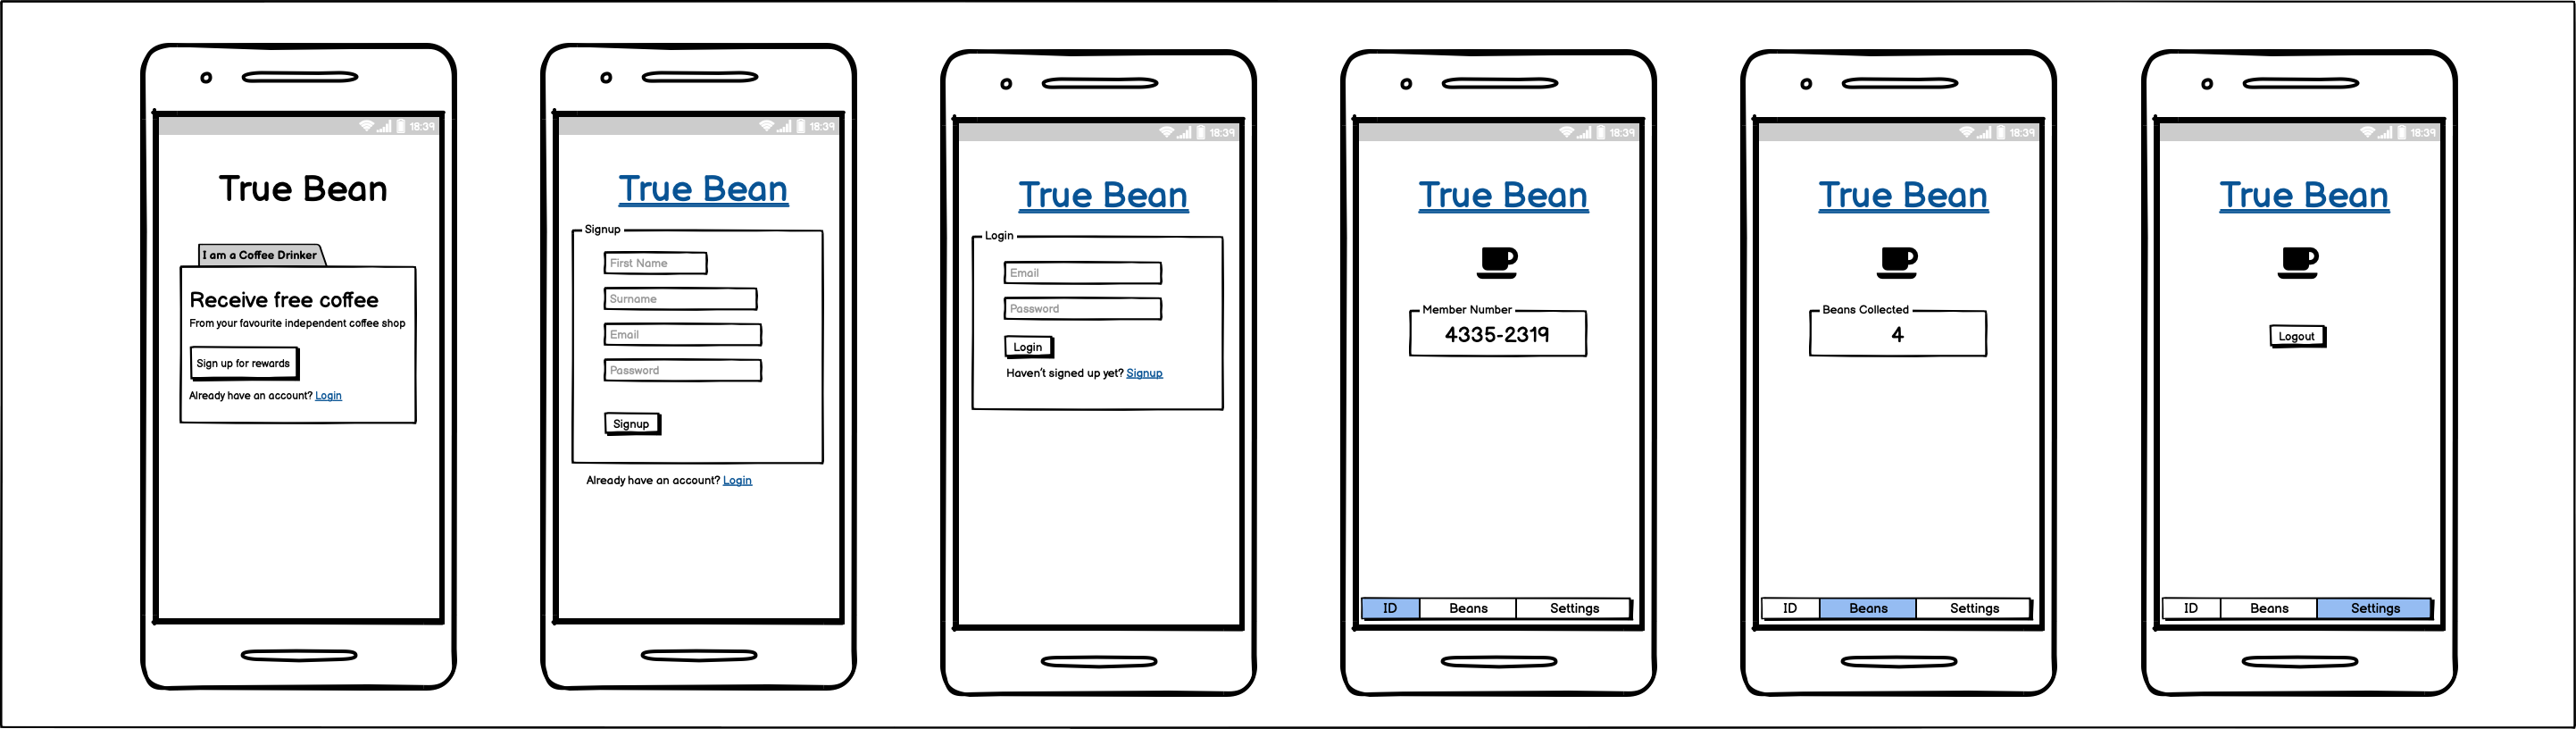 18:39
True Bean
I am a Coffee Drinker
Receive free coffee
From your favourite independent coffee shop
Sign up for rewards
Already have an account? Login
18:39
True Bean
Signup
First Name
Surname
Email
Password
Signup
Already have an account? Login
18:39
True Bean
Login
Email
Password
Login
Haven't signed up yet? Signup
18:39
True Bean
Member Number
4335-2319
ID Beans Settings
18:39
True Bean
Beans Collected
4
ID Beans Settings
18:39
True Bean
Logout
ID Beans Settings